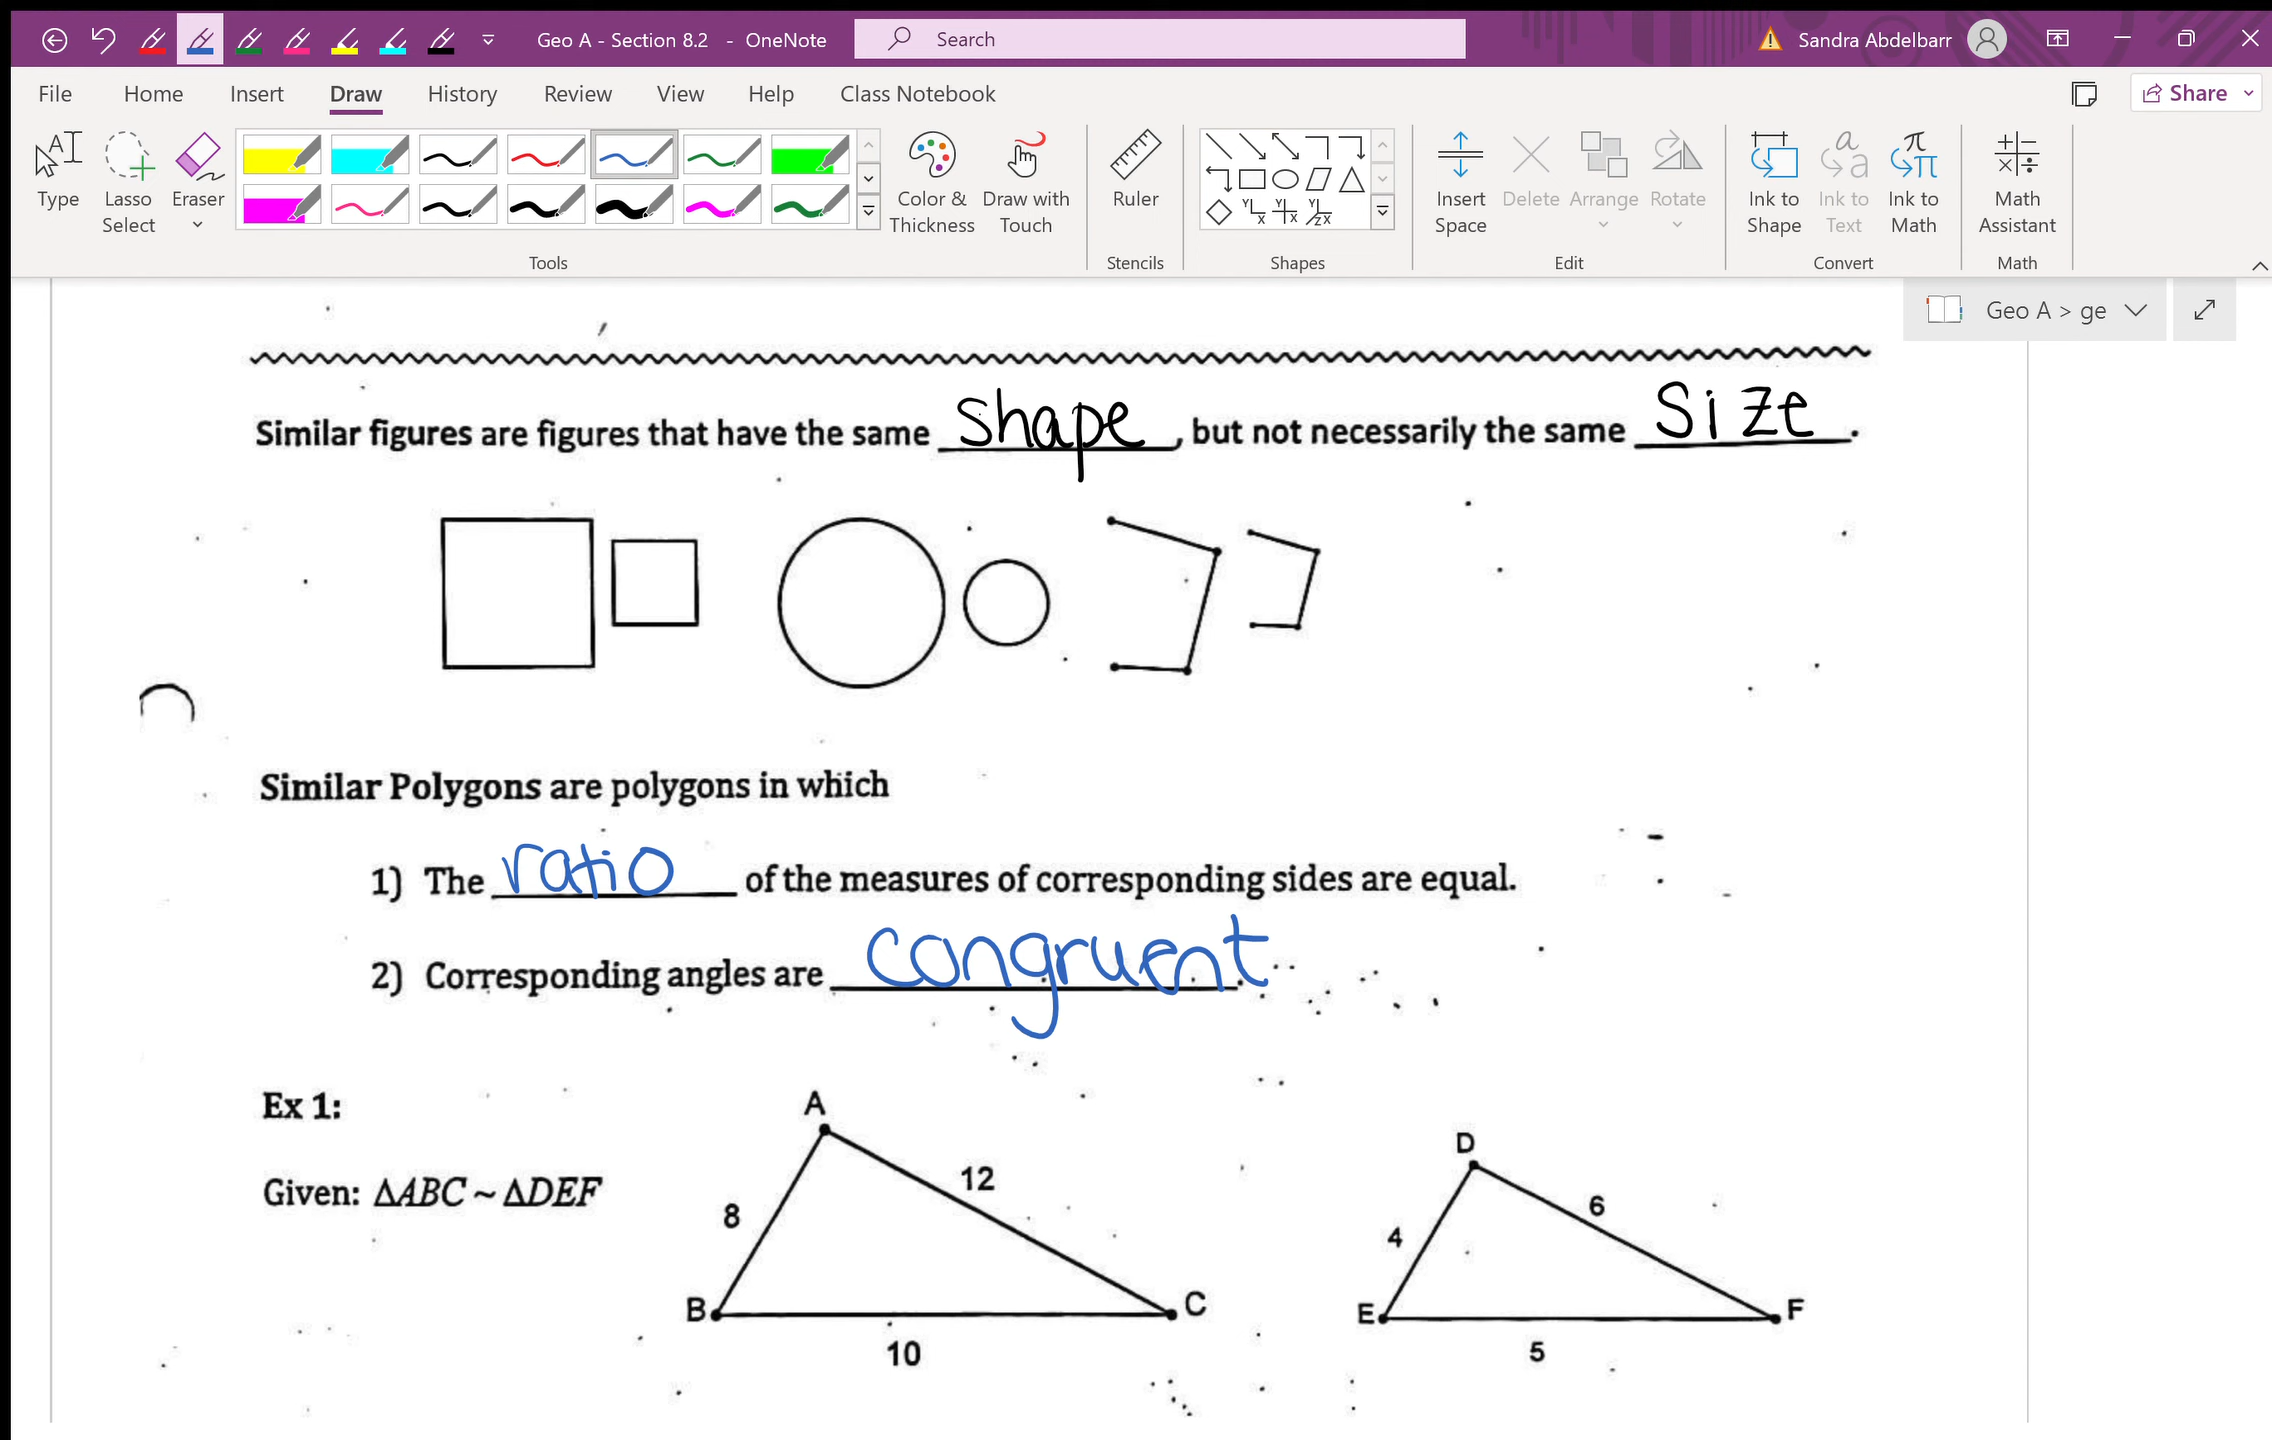 Geo A - Section 8.2 - OneNote
Search
Sandra Abdelbarr
File Home Insert Draw History Review View Help Class Notebook
Share
Type
Lasso Select
Eraser
Color & Thickness
Draw with Touch
Ruler
Insert Space
Delete
Arrange
Rotate
Ink to Shape
Ink to Text
Ink to Math
Math Assistant
Tools Stencils Shapes Edit Convert Math
Geo A > ge
Similar figures are figures that have the same shape, but not necessarily the same size.
Similar Polygons are polygons in which
1) The ratio of the measures of corresponding sides are equal.
2) Corresponding angles are congruent.
Ex 1:
Given: ΔABC ~ ΔDEF
A
8
12
B
C
10
D
4
6
E
F
5